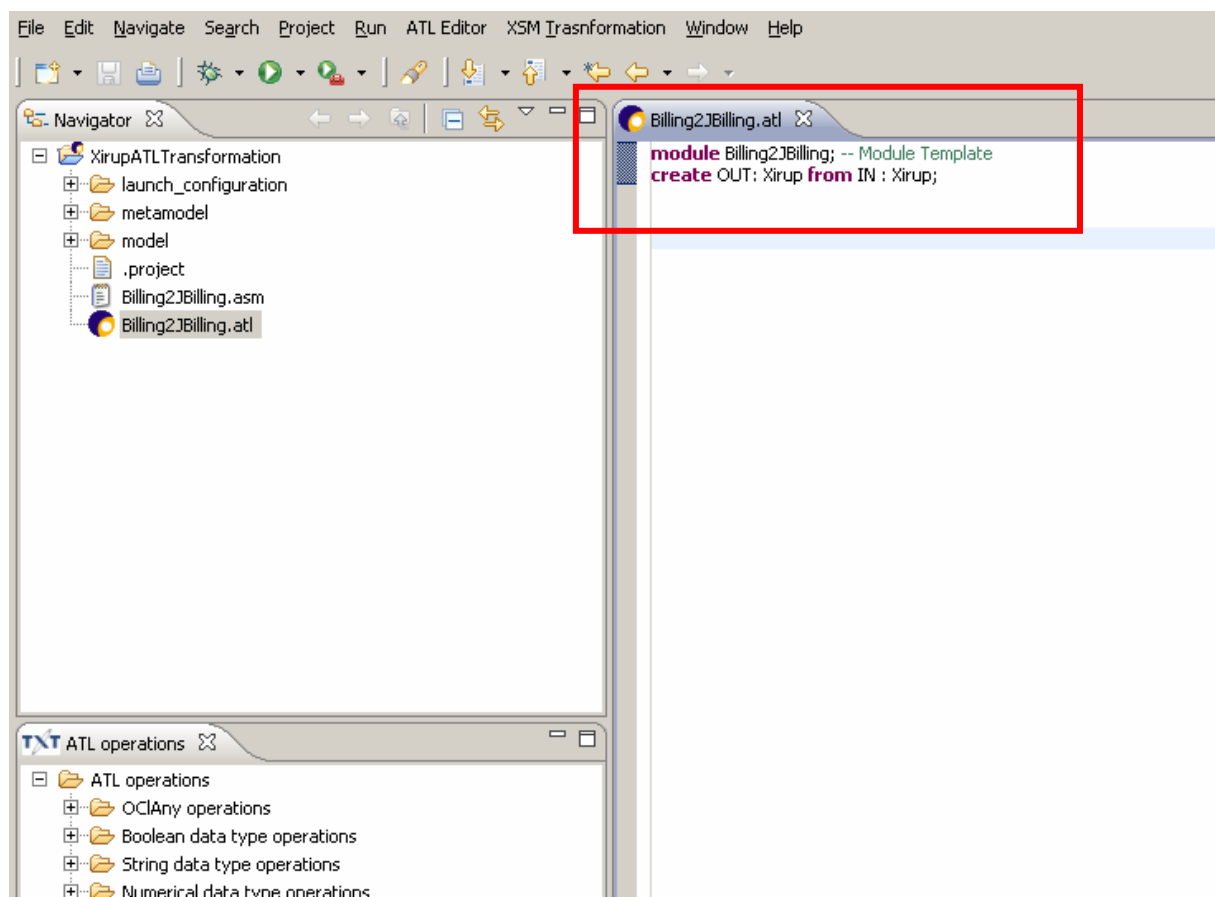 File Edit Navigate Search Project Run ATL Editor XSM Trasnformation Window Help
Navigator
Billing2JBilling.atl
XirupATLTransformation
launch_configuration
metamodel
model
.project
Billing2JBilling.asm
Billing2JBilling.atl
module Billing2JBilling; -- Module Template
create OUT: Xirup from IN : Xirup;
TXT ATL operations
ATL operations
OClAny operations
Boolean data type operations
String data type operations
Numerical data type operations